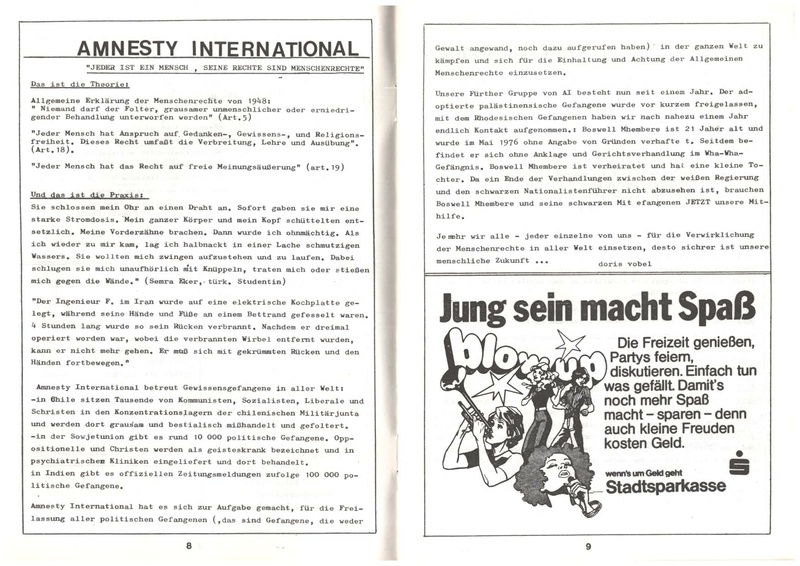 AMNESTY INTERNATIONAL
"JEDER IST EIN MENSCH , SEINE RECHTE SIND MENSCHENRECHTE"
Das ist die Theorie:
Allgemeine Erklärung der Menschenrechte von 1948:
" Niemand darf der Folter, grausamer unmenschlicher oder erniedri-
gender Behandlung unterworfen werden" (Art.5)
"Jeder Mensch hat Anspruch auf Gedanken-, Gewissens-, und Religions-
freiheit. Dieses Recht umfaßt die Verbreitung, Lehre und Ausübung".
(Art.18).
"Jeder Mensch hat das Recht auf freie Meinungsäußerung" (art.19)
Und das ist die Praxis:
Sie schlossen mein Ohr an einen Draht an. Sofort gaben sie mir eine
starke Stromdosis. Mein ganzer Körper und mein Kopf schüttelten ent-
setzlich. Meine Vorderzähne brachen. Dann wurde ich ohnmächtig. Als
ich wieder zu mir kam, lag ich halbnackt in einer Lache schmutzigen
Wassers. Sie wollten mich zwingen aufzustehen und zu laufen. Dabei
schlugen sie mich unaufhörlich mit Knüppeln, traten mich oder stießen
mich gegen die Wände." (Semra Eker, türk. Studentin)
"Der Ingenieur F. im Iran wurde auf eine elektrische Kochplatte ge-
legt, während seine Hände und Füße an einem Bettrand gefesselt waren.
4 Stunden lang wurde so sein Rücken verbrannt. Nachdem er dreimal
operiert worden war, wobei die verbrannten Wirbel entfernt wurden,
kann er nicht mehr gehen. Er muß sich mit gekrümmten Rücken und den
Händen fortbewegen."
Amnesty International betreut Gewissensgefangene in aller Welt:
-in Chile sitzen Tausende von Kommunisten, Sozialisten, Liberale und
Schristen in den Konzentrationslagern der chilenischen Militärjunta
und werden dort grausam und bestialisch mißhandelt und gefoltert.
-in der Sowjetunion gibt es rund 10 000 politische Gefangene. Opp-
ositionelle und Christen werden als geisteskrank bezeichnet und in
psychiatrischen Kliniken eingeliefert und dort behandelt.
in Indien gibt es offiziellen Zeitungsmeldungen zufolge 100 000 po-
litische Gefangene.
Amnesty International hat es sich zur Aufgabe gemacht, für die Frei-
lassung aller politischen Gefangenen (,das sind Gefangene, die weder
8
Gewalt angewand, noch dazu aufgerufen haben) in der ganzen Welt zu
kämpfen und sich für die Einhaltung und Achtung der Allgemeinen
Menschenrechte einzusetzen.
Unsere Fürther Gruppe von AI besteht nun seit einem Jahr. Der ad-
optierte palästinensische Gefangene wurde vor kurzem freigelassen,
mit dem Rhodesischen Gefangenen haben wir nach nahezu einem Jahr
endlich Kontakt aufgenommen.: Boswell Mhembere ist 21 Jahre alt und
wurde im Mai 1976 ohne Angabe von Gründen verhafte t. Seitdem be-
findet er sich ohne Anklage und Gerichtsverhandlung im Wha-Wha-
Gefängnis. Boswell Mhembere ist verheiratet und hat eine kleine To-
chter. Da ein Ende der Verhandlungen zwischen der weißen Regierung
und den schwarzen Nationalistenführer nicht abzusehen ist, brauchen
Boswell Mhembere und seine schwarzen Mit efangenen JETZT unsere Mit-
hilfe.
Je mehr wir alle - jeder einzelne von uns - für die Verwirklichung
der Menschenrechte in aller Welt einsetzen, desto sichrer ist unsere
menschliche Zukunft ...
doris vobel
Jung sein macht Spaß
blow up
Die Freizeit genießen,
Partys feiern,
diskutieren. Einfach tun
was gefällt. Damit's
noch mehr Spaß
macht – sparen – denn
auch kleine Freuden
kosten Geld.
wenn's um Geld geht
Stadtsparkasse
9